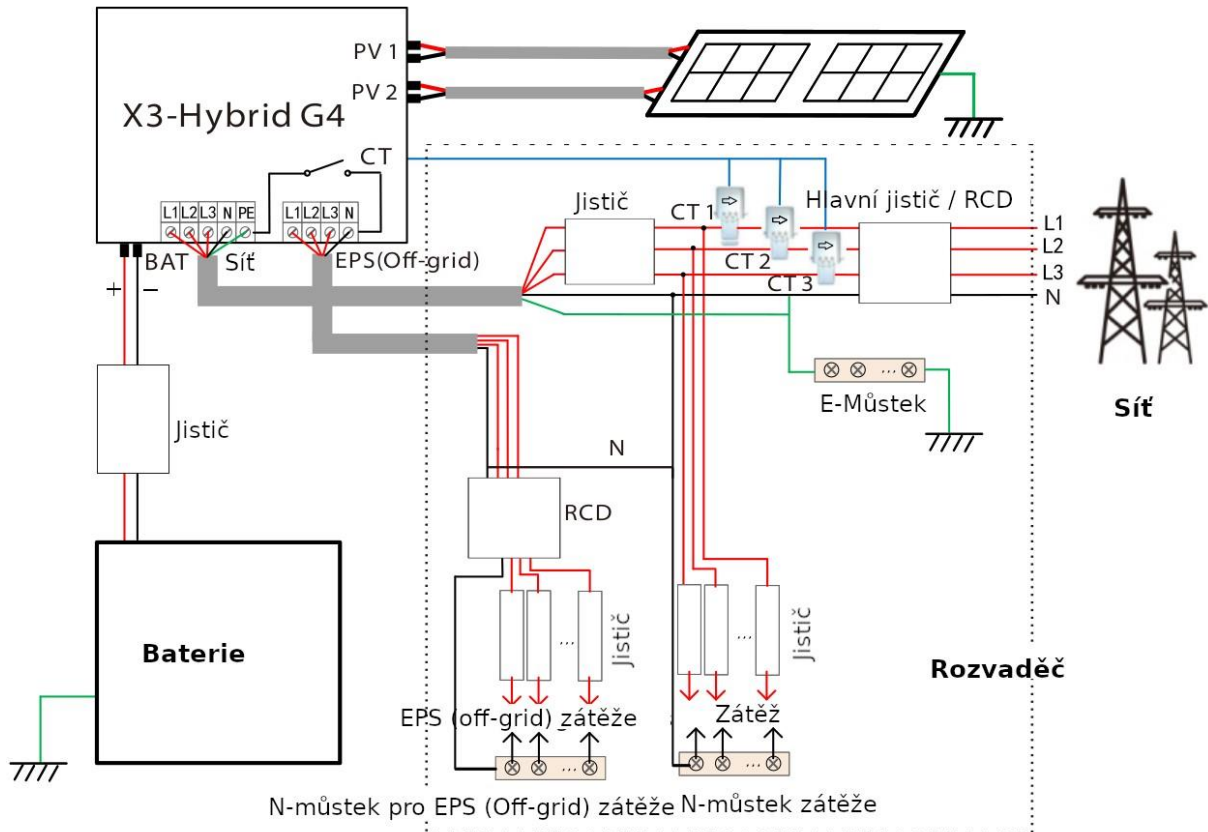 PV 1
PV 2
X3-Hybrid G4
CT
L1 L2 L3 N PE
L1 L2 L3 N
BAT
Síť
EPS(Off-grid)
+
−
Jistič
CT 1
Hlavní jistič / RCD
CT 2
CT 3
L1
L2
L3
N
Síť
...
E-Můstek
Jistič
N
RCD
Baterie
...
Jistič
...
Jistič
Rozvaděč
EPS (off-grid) zátěže
Zátěž
...
...
N-můstek pro EPS (Off-grid) zátěže
N-můstek zátěže